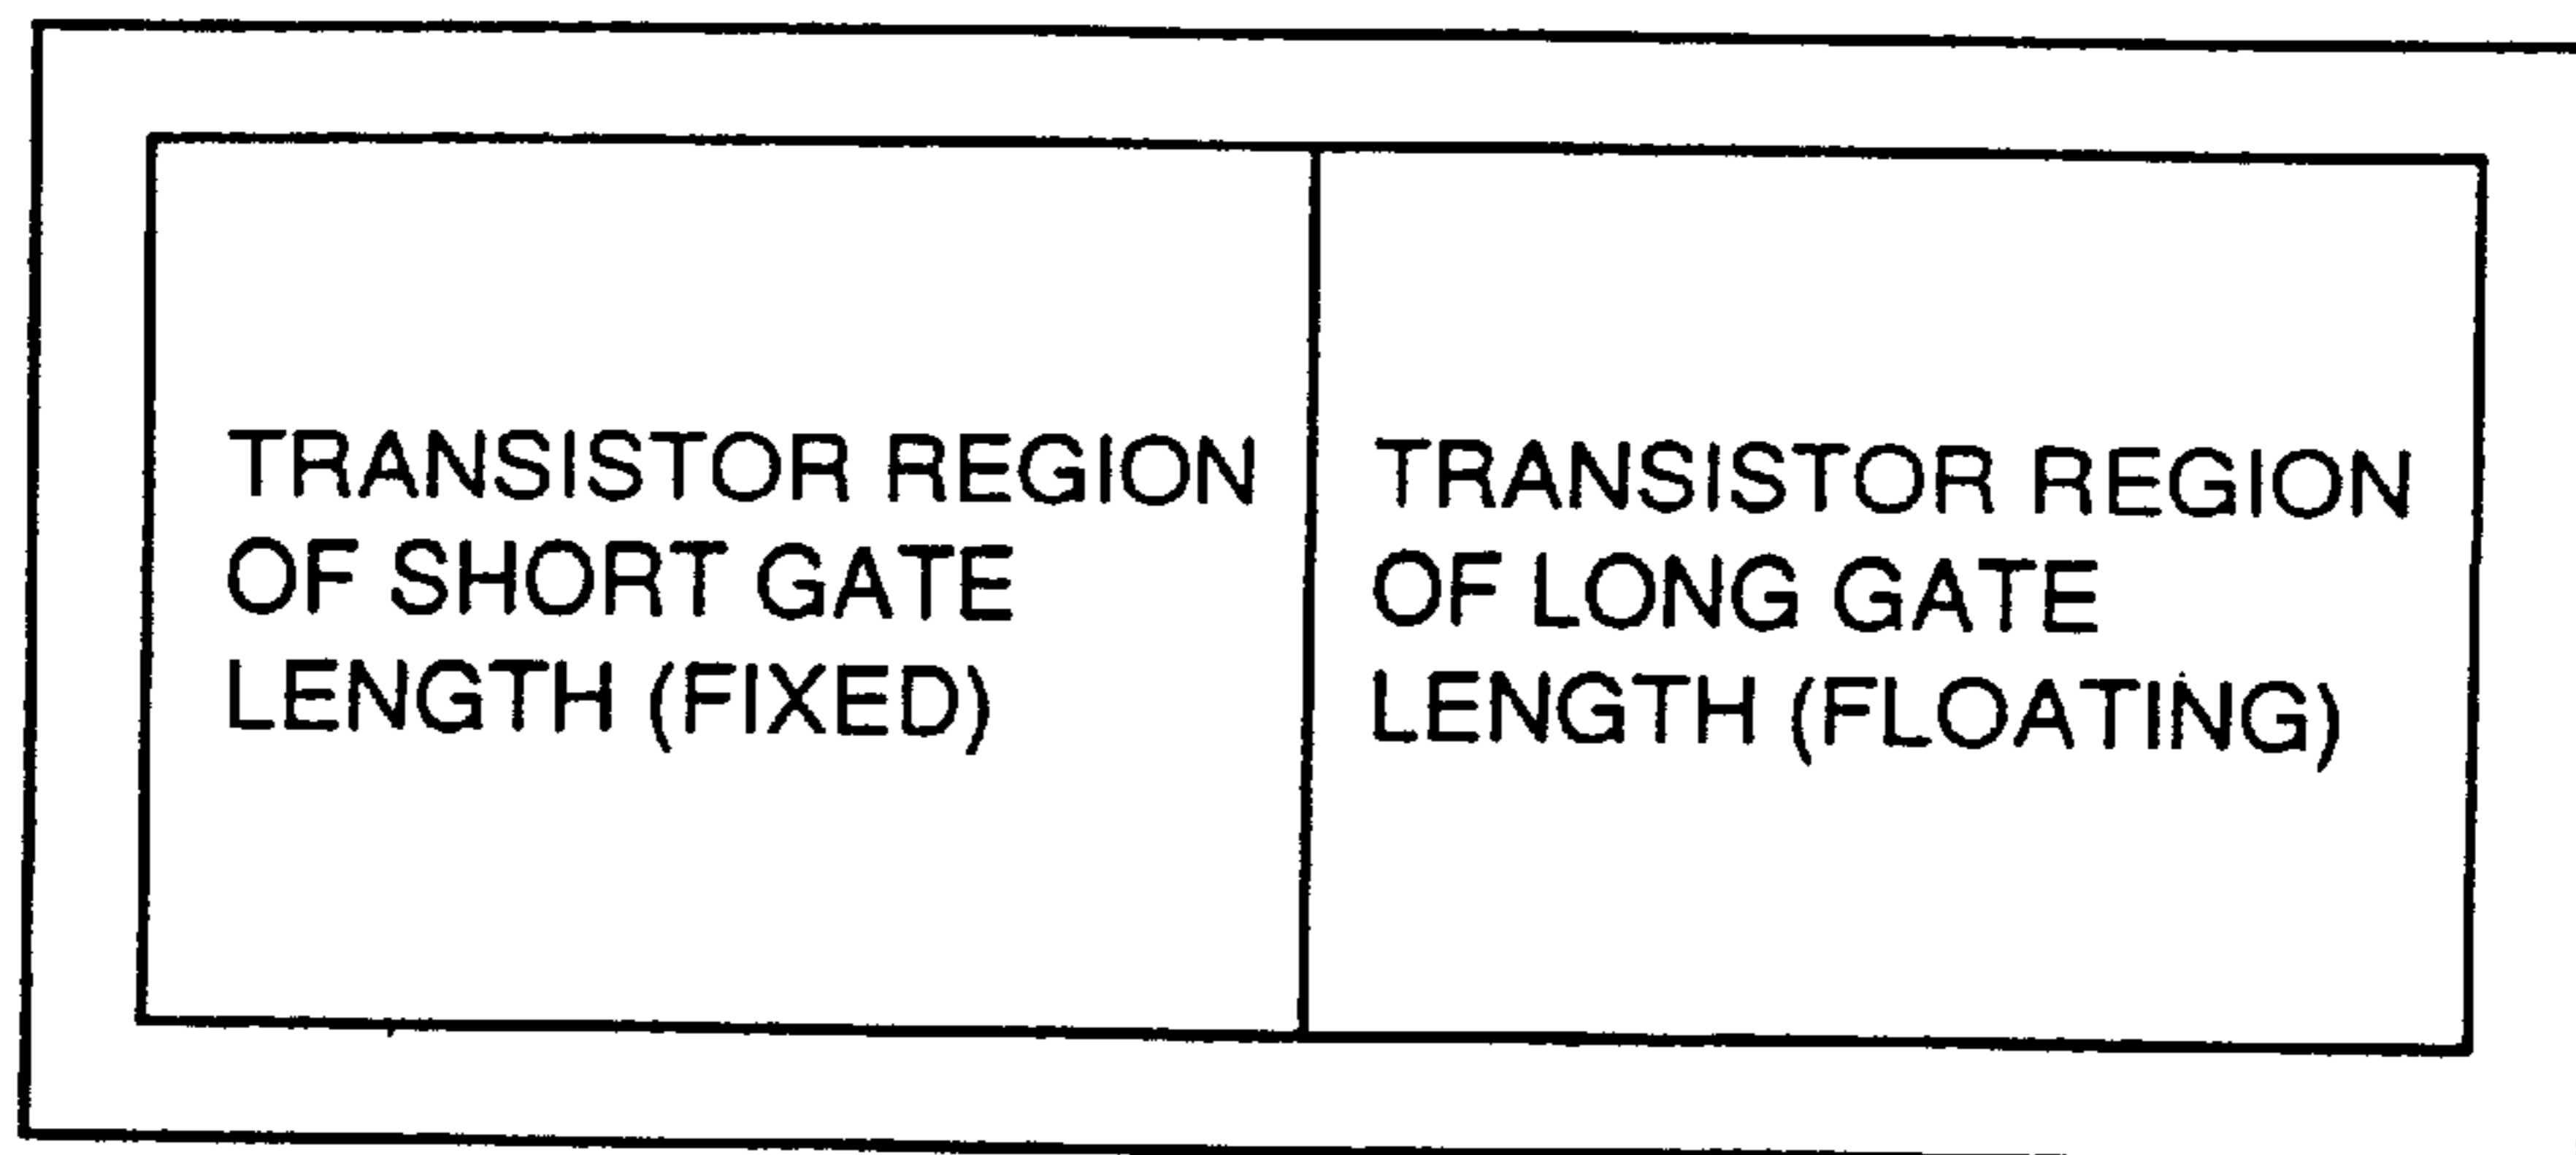 TRANSISTOR REGION
OF SHORT GATE
LENGTH (FIXED)
TRANSISTOR REGION
OF LONG GATE
LENGTH (FLOATING)